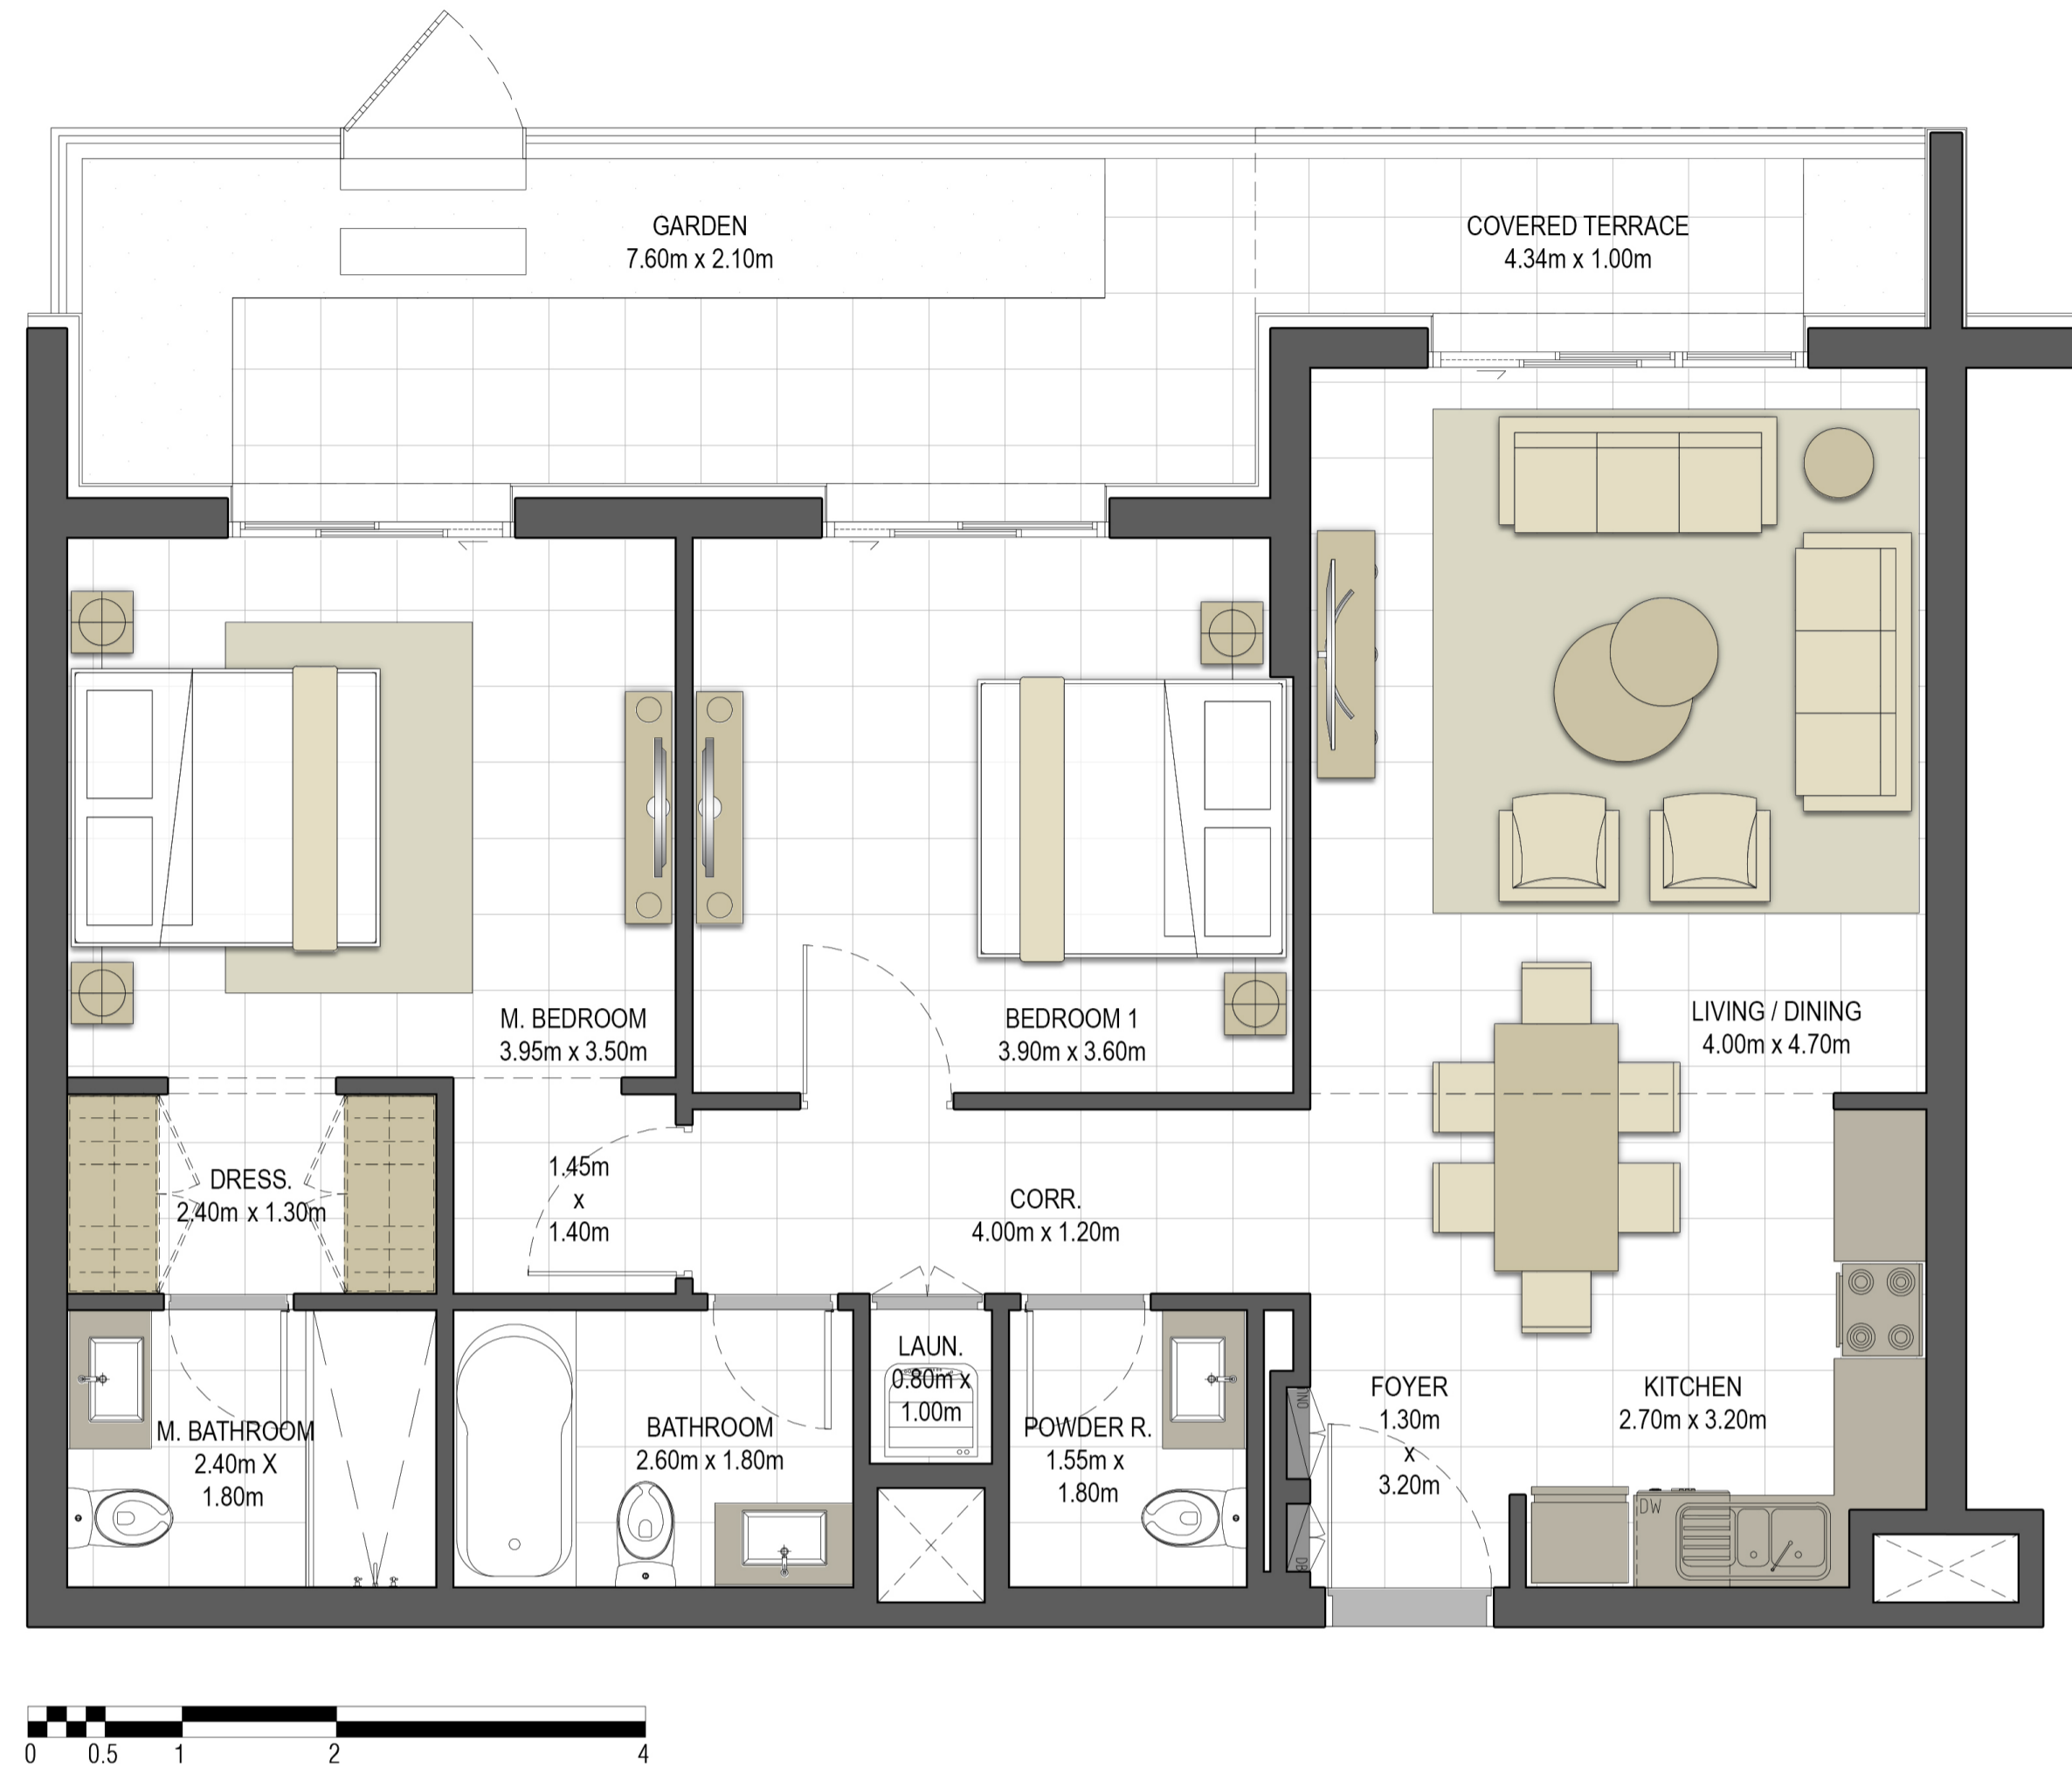 GARDEN
7.60m x 2.10m
COVERED TERRACE
4.34m x 1.00m
M. BEDROOM
3.95m x 3.50m
BEDROOM 1
3.90m x 3.60m
LIVING / DINING
4.00m x 4.70m
DRESS.
2.40m x 1.30m
1.45m
x
1.40m
CORR.
4.00m x 1.20m
M. BATHROOM
2.40m X
1.80m
BATHROOM
2.60m x 1.80m
LAUN.
0.80m x
1.00m
POWDER R.
1.55m x
1.80m
FOYER
1.30m
x
3.20m
KITCHEN
2.70m x 3.20m
DW
DB
0 0.5 1 2 4